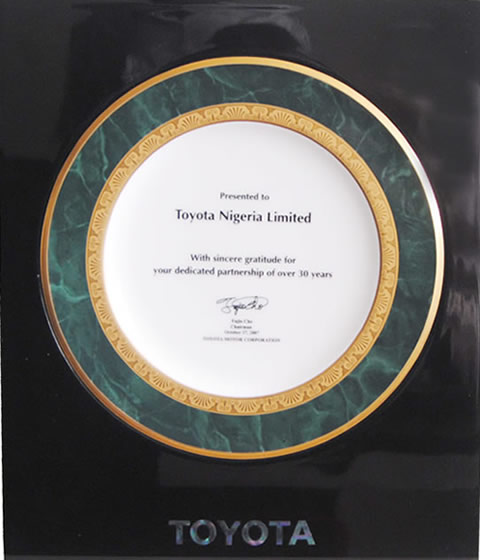 Presented to
Toyota Nigeria Limited
With sincere gratitude for
your dedicated partnership of over 30 years
Fujio Cho
Chairman
October 17, 2007
TOYOTA MOTOR CORPORATION
TOYOTA